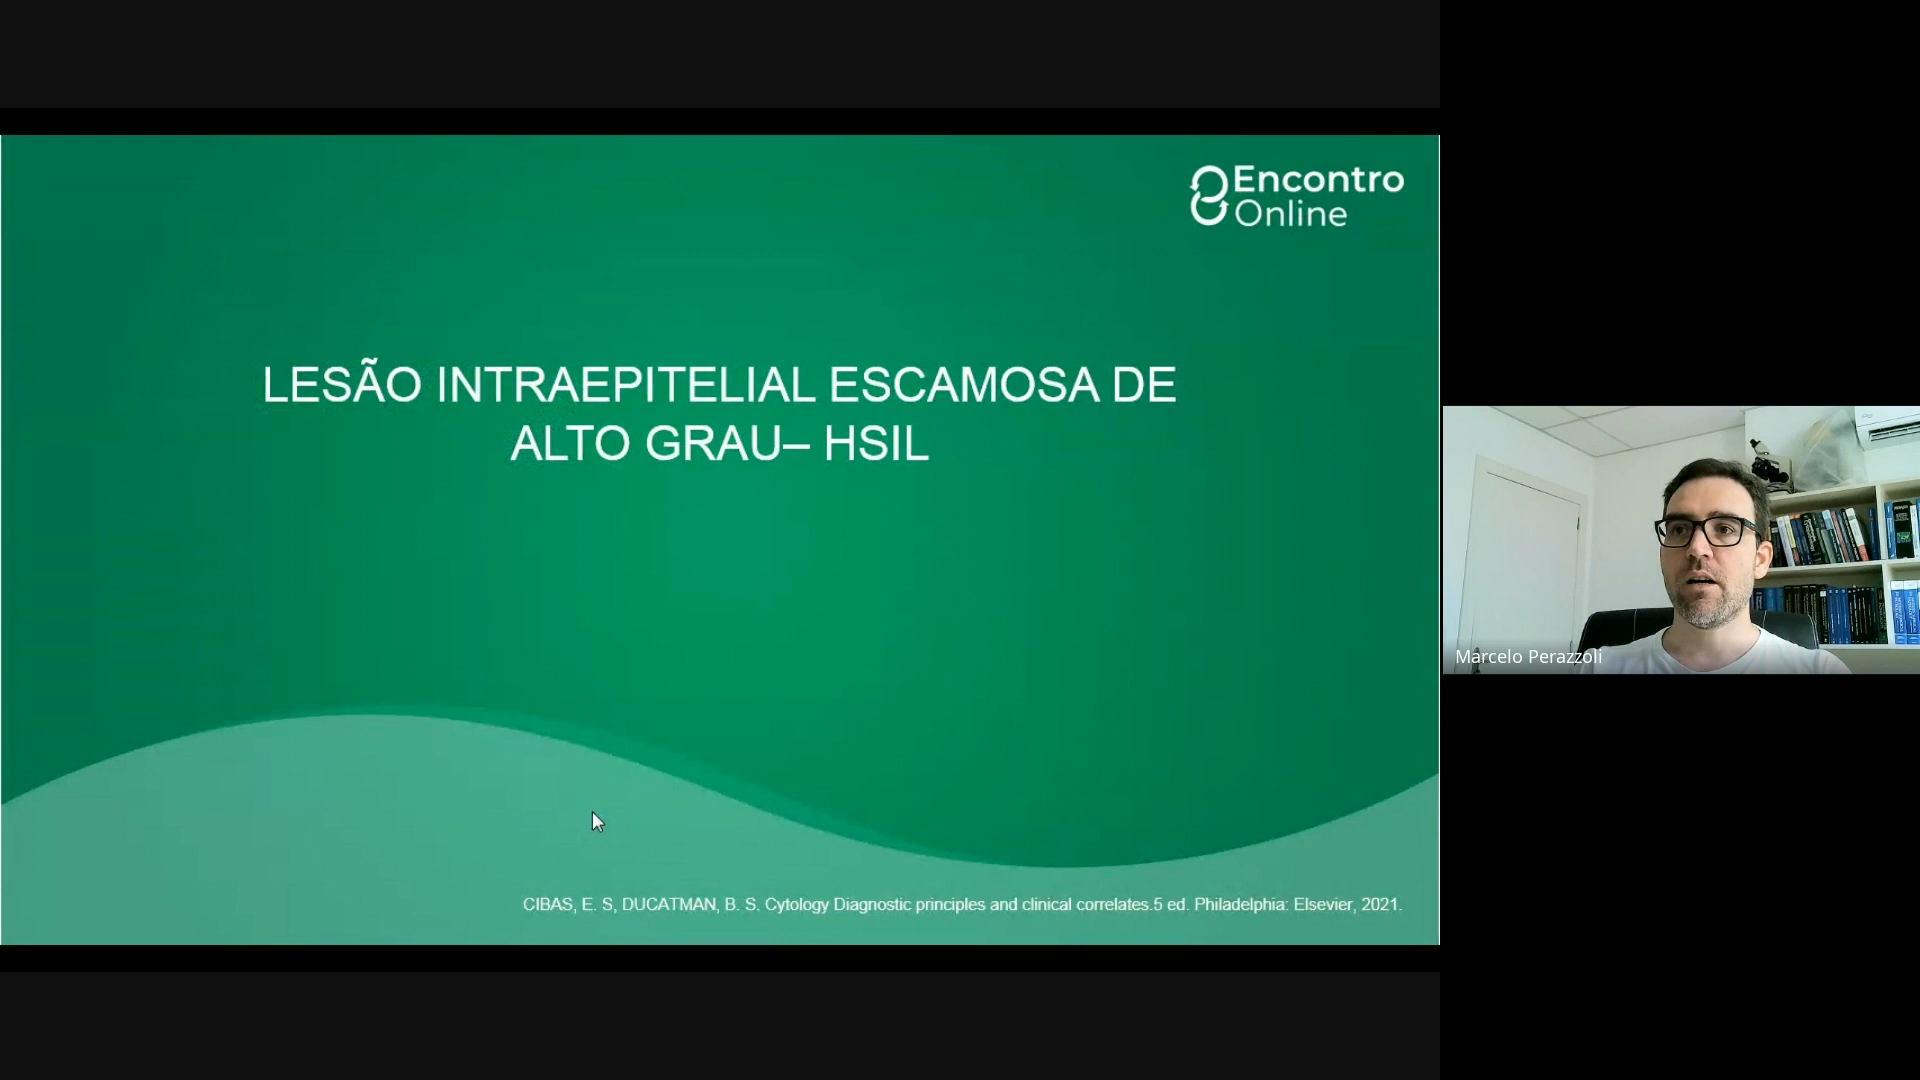 Encontro
Online
LESÃO INTRAEPITELIAL ESCAMOSA DE
ALTO GRAU– HSIL
CIBAS, E. S, DUCATMAN, B. S. Cytology Diagnostic principles and clinical correlates.5 ed. Philadelphia: Elsevier, 2021.
Marcelo Perazzoli